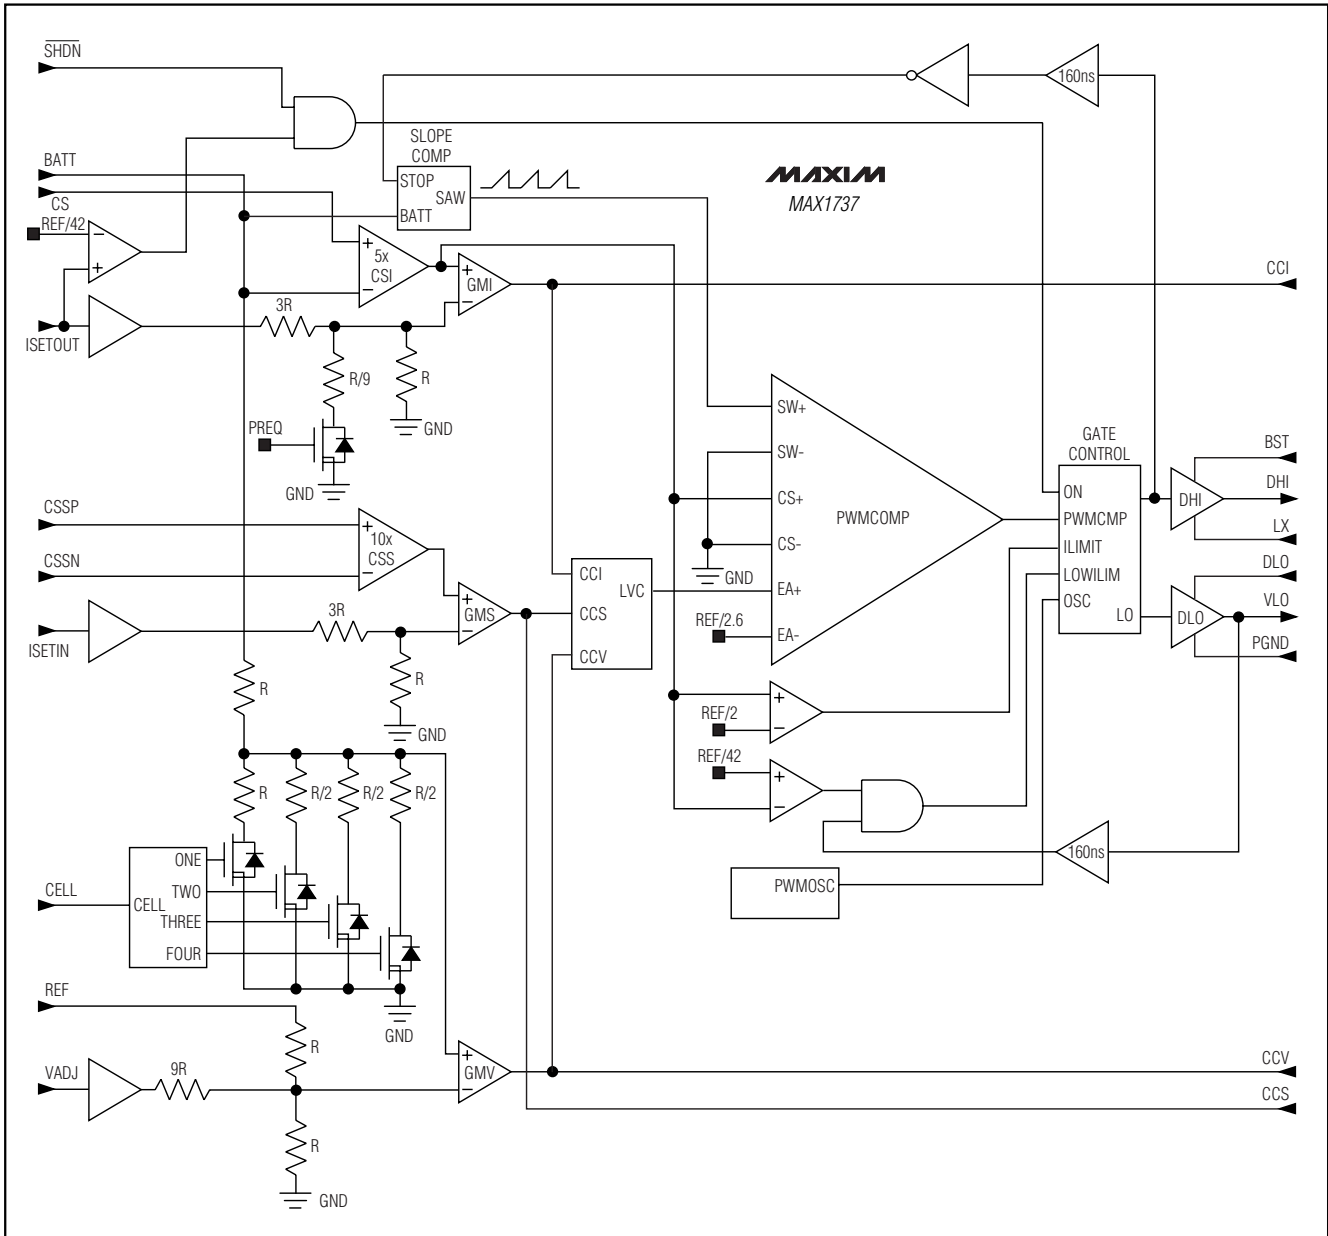 SHDN
160ns
SLOPE
COMP
BATT
STOP
SAW
MAXIM
MAX1737
CS
BATT
REF/42
−
+
+
5x
CSI
−
+
GMI
−
CCI
3R
ISETOUT
R/9
R
SW+
PREQ
GND
GATE
CONTROL
BST
SW-
GND
ON
DHI
DHI
CS+
CSSP
PWMCOMP
PWMCMP
+
10x
CSS
−
LX
CS-
ILIMIT
CSSN
CCI
GND
DLO
LOWILIM
LVC
EA+
OSC
VLO
+
GMS
−
CCS
3R
REF/2.6
LO
DLO
ISETIN
EA-
PGND
CCV
R
R
REF/2
+
−
GND
REF/42
+
−
R
R/2
R/2
R/2
160ns
ONE
CELL
TWO
CELL
PWMOSC
THREE
FOUR
REF
GND
R
VADJ
9R
+
GMV
−
CCV
CCS
R
GND